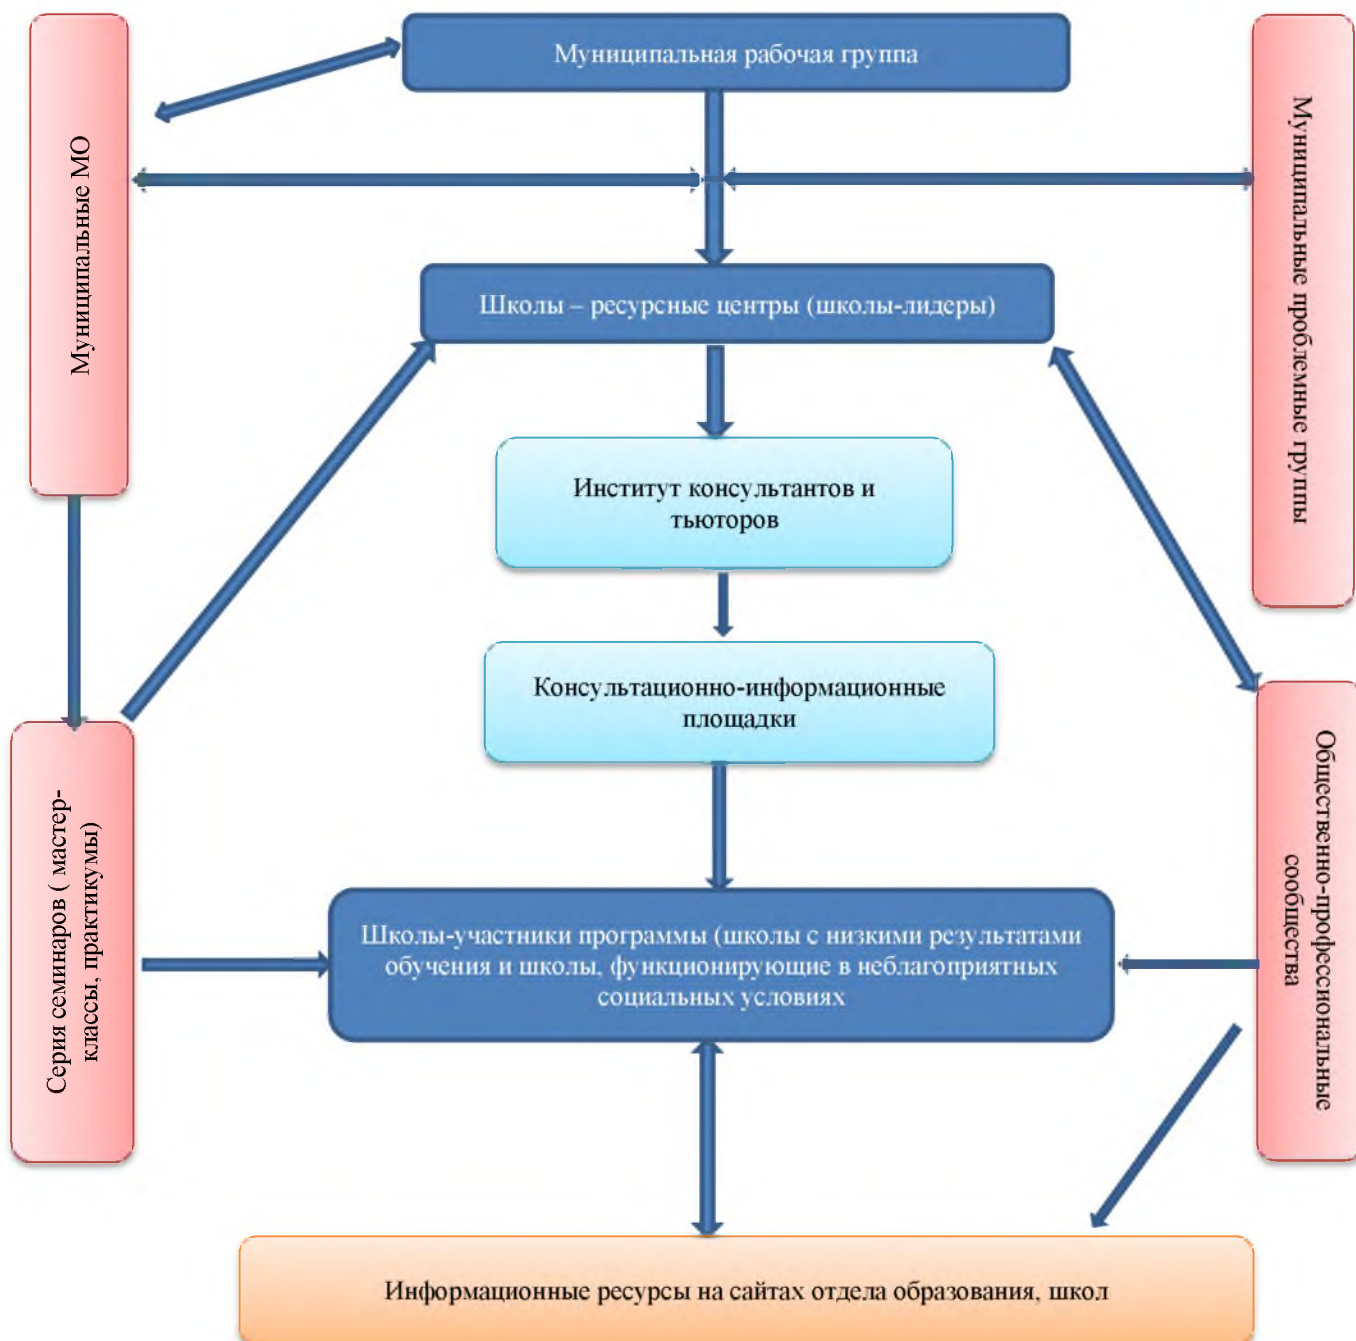 Муниципальная рабочая группа
Муниципальные МО
Муниципальные проблемные группы
Школы – ресурсные центры (школы-лидеры)
Институт консультантов и
тьюторов
Консультационно-информационные
площадки
Серия семинаров ( мастер-
классы, практикумы)
Общественно-профессиональные
сообщества
Школы-участники программы (школы с низкими результатами
обучения и школы, функционирующие в неблагоприятных
социальных условиях
Информационные ресурсы на сайтах отдела образования, школ